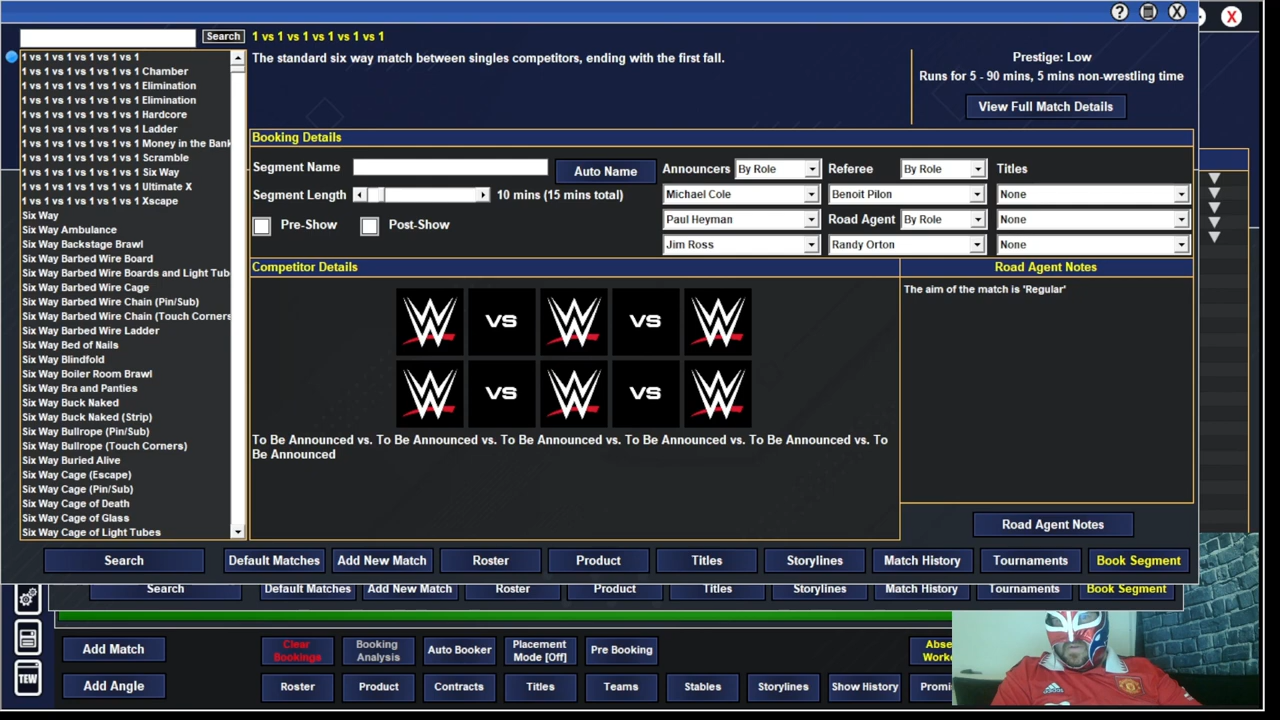 ?
X
X
Search
1 vs 1 vs 1 vs 1 vs 1 vs 1
1 vs 1 vs 1 vs 1 vs 1 vs 1
1 vs 1 vs 1 vs 1 vs 1 vs 1 Chamber
1 vs 1 vs 1 vs 1 vs 1 vs 1 Elimination
1 vs 1 vs 1 vs 1 vs 1 vs 1 Elimination
1 vs 1 vs 1 vs 1 vs 1 vs 1 Hardcore
1 vs 1 vs 1 vs 1 vs 1 vs 1 Ladder
1 vs 1 vs 1 vs 1 vs 1 vs 1 Money in the Bank
1 vs 1 vs 1 vs 1 vs 1 vs 1 Scramble
1 vs 1 vs 1 vs 1 vs 1 vs 1 Six Way
1 vs 1 vs 1 vs 1 vs 1 vs 1 Ultimate X
1 vs 1 vs 1 vs 1 vs 1 vs 1 Xscape
Six Way
Six Way Ambulance
Six Way Backstage Brawl
Six Way Barbed Wire Board
Six Way Barbed Wire Boards and Light Tub
Six Way Barbed Wire Cage
Six Way Barbed Wire Chain (Pin/Sub)
Six Way Barbed Wire Chain (Touch Corners
Six Way Barbed Wire Ladder
Six Way Bed of Nails
Six Way Blindfold
Six Way Boiler Room Brawl
Six Way Bra and Panties
Six Way Buck Naked
Six Way Buck Naked (Strip)
Six Way Bullrope (Pin/Sub)
Six Way Bullrope (Touch Corners)
Six Way Buried Alive
Six Way Cage (Escape)
Six Way Cage (Pin/Sub)
Six Way Cage of Death
Six Way Cage of Glass
Six Way Cage of Light Tubes
The standard six way match between singles competitors, ending with the first fall.
Prestige: Low
Runs for 5 - 90 mins, 5 mins non-wrestling time
View Full Match Details
Booking Details
Segment Name
Auto Name
Announcers
By Role
Referee
By Role
Titles
Segment Length
10 mins (15 mins total)
Michael Cole
Benoit Pilon
None
Pre-Show
Post-Show
Paul Heyman
Road Agent
By Role
None
Jim Ross
Randy Orton
None
Competitor Details
Road Agent Notes
The aim of the match is 'Regular'
VS
VS
VS
VS
To Be Announced vs. To Be Announced vs. To Be Announced vs. To Be Announced vs. To Be Announced vs. To
Be Announced
Road Agent Notes
Search
Default Matches
Add New Match
Roster
Product
Titles
Storylines
Match History
Tournaments
Book Segment
Search
Default Matches
Add New Match
Roster
Product
Titles
Storylines
Match History
Tournaments
Book Segment
Add Match
Clear Bookings
Booking Analysis
Auto Booker
Placement Mode [Off]
Pre Booking
Abse
Work
TEW
Add Angle
Roster
Product
Contracts
Titles
Teams
Stables
Storylines
Show History
Promi